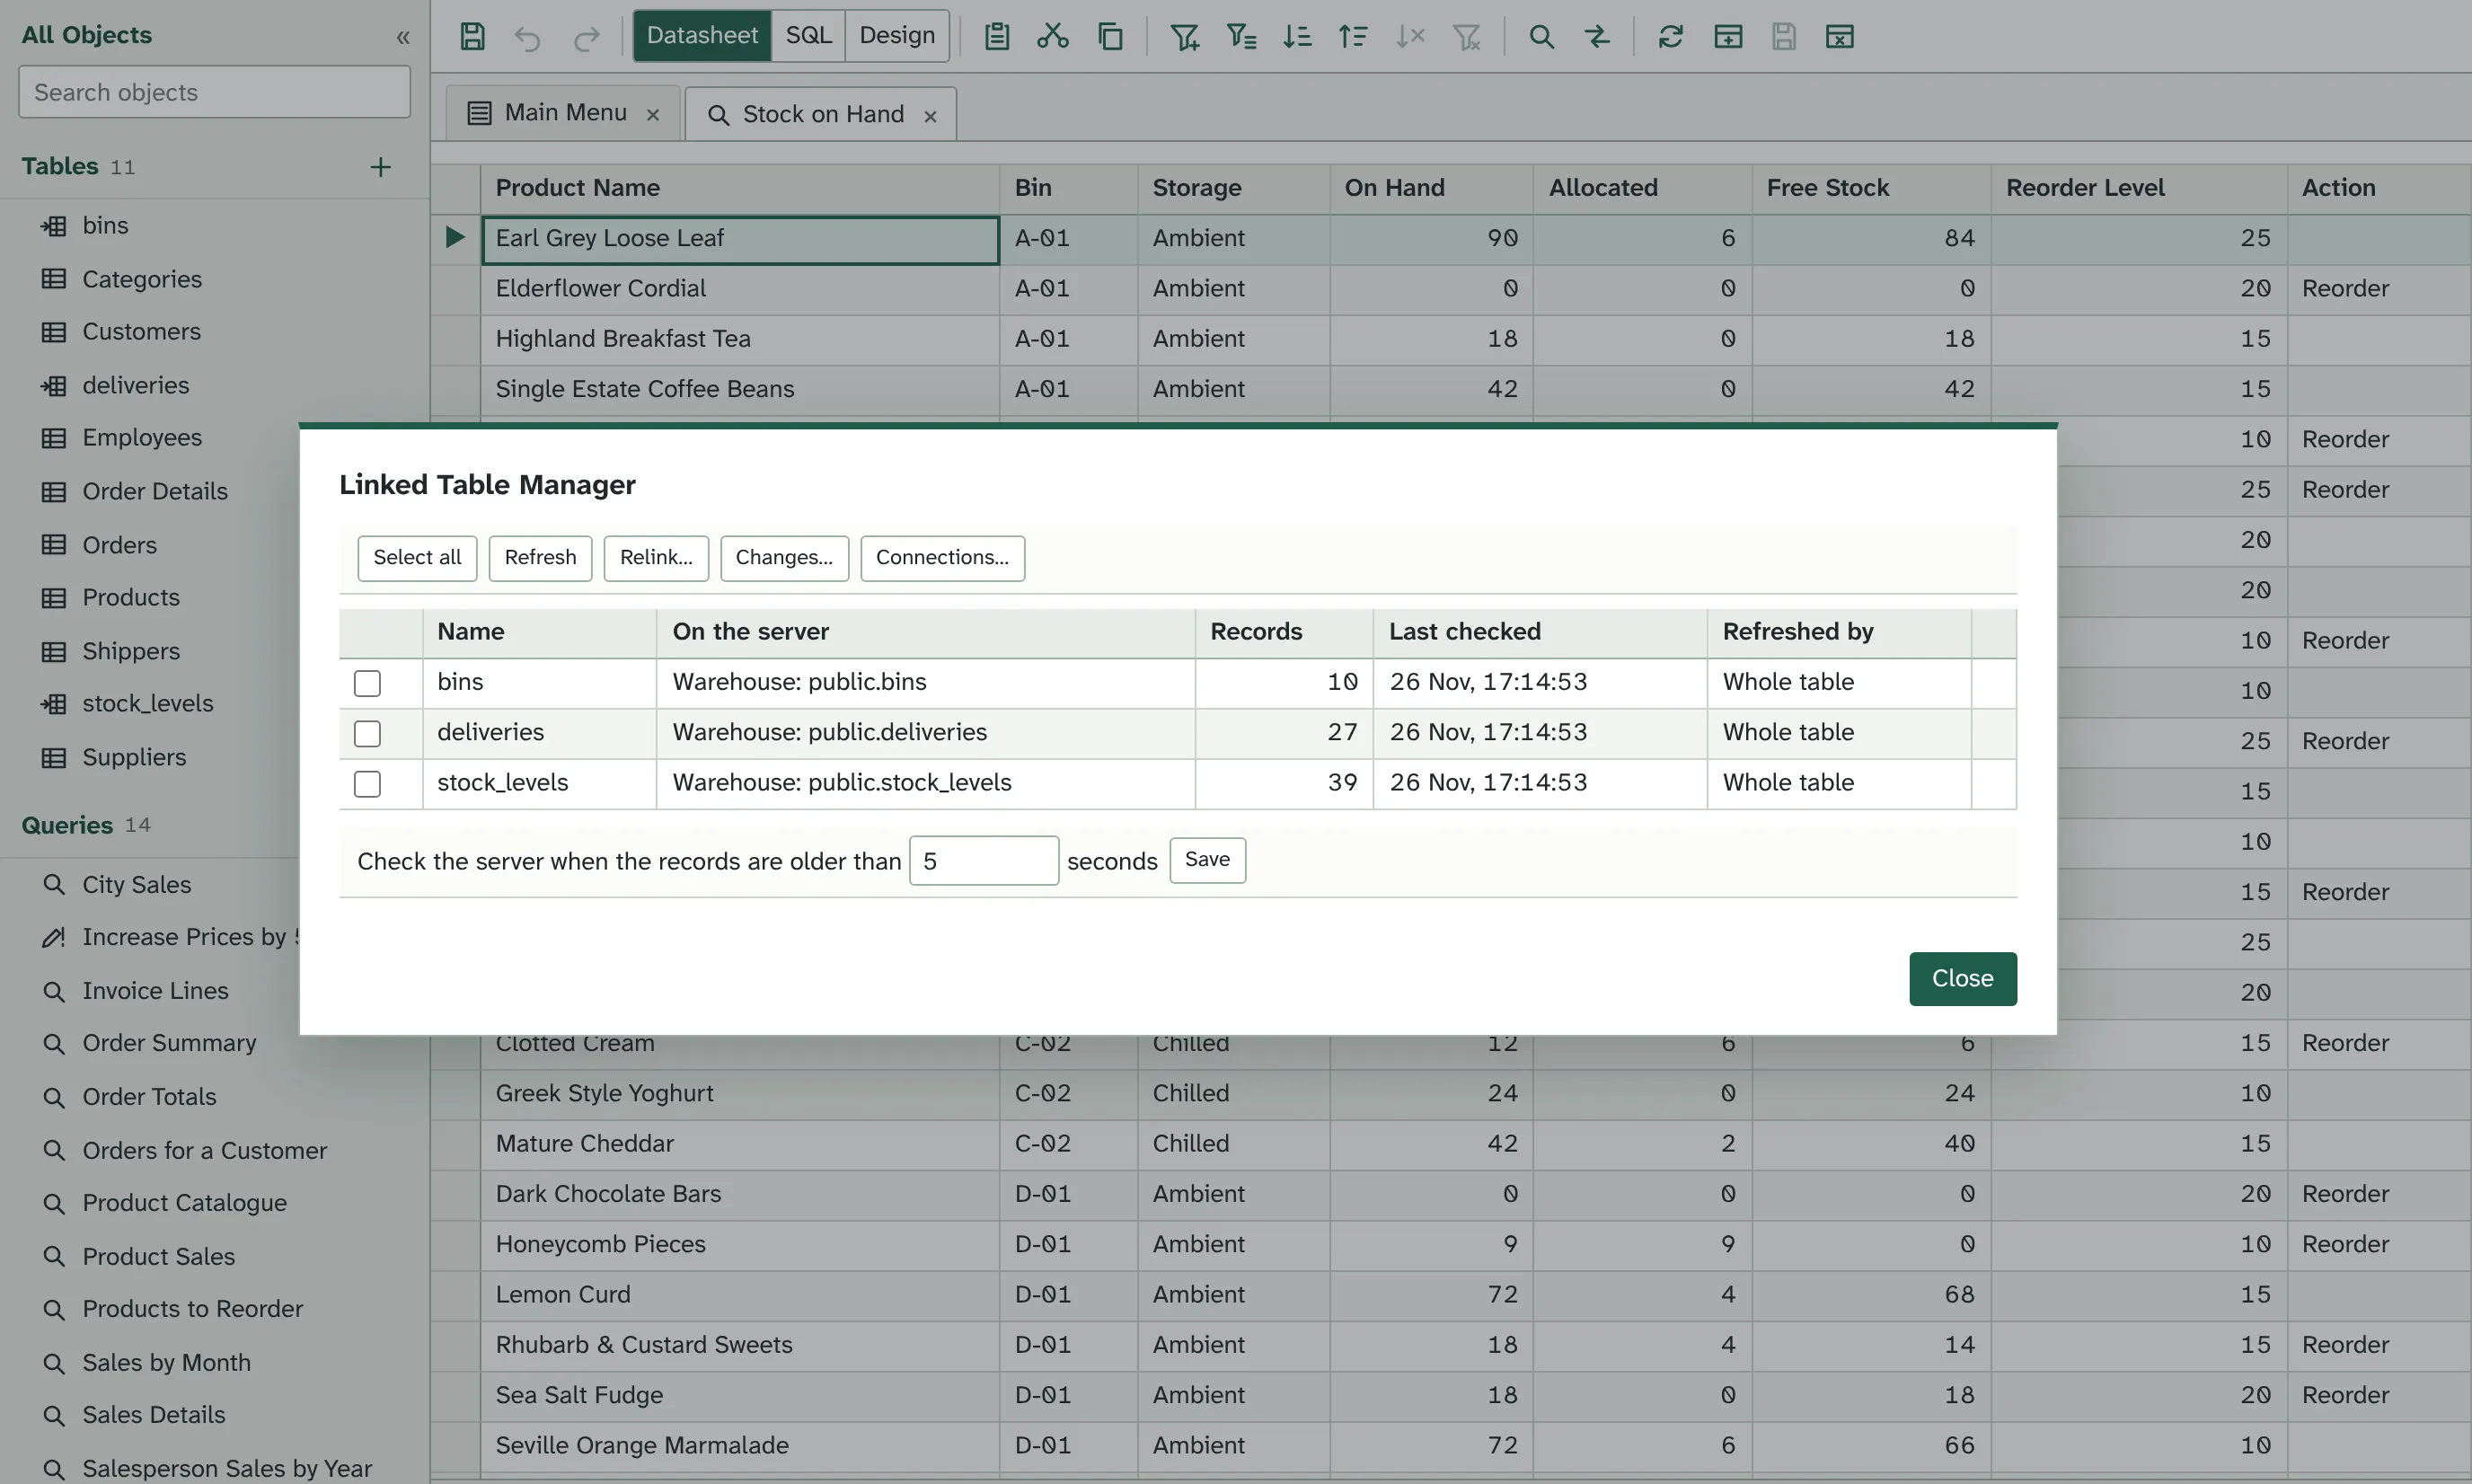 All Objects «
Search objects
Tables 11 +
bins
Categories
Customers
deliveries
Employees
Order Details
Orders
Products
Shippers
stock_levels
Suppliers
Queries 14
City Sales
Increase Prices by
Invoice Lines
Order Summary
Order Totals
Orders for a Customer
Product Catalogue
Product Sales
Products to Reorder
Sales by Month
Sales Details
Salesperson Sales by Year
Datasheet SQL Design
Main Menu × Stock on Hand ×
Product Name Bin Storage On Hand Allocated Free Stock Reorder Level Action
Earl Grey Loose Leaf A-01 Ambient 90 6 84 25
Elderflower Cordial A-01 Ambient 0 0 0 20 Reorder
Highland Breakfast Tea A-01 Ambient 18 0 18 15
Single Estate Coffee Beans A-01 Ambient 42 0 42 15
10 Reorder
25 Reorder
20
20
10 Reorder
10
25 Reorder
15
10
15 Reorder
25
20
Linked Table Manager
Select all Refresh Relink... Changes... Connections...
Name On the server Records Last checked Refreshed by
bins Warehouse: public.bins 10 26 Nov, 17:14:53 Whole table
deliveries Warehouse: public.deliveries 27 26 Nov, 17:14:53 Whole table
stock_levels Warehouse: public.stock_levels 39 26 Nov, 17:14:53 Whole table
Check the server when the records are older than 5 seconds Save
Close
Clotted Cream C-02 Chilled 12 6 6 15 Reorder
Greek Style Yoghurt C-02 Chilled 24 0 24 10
Mature Cheddar C-02 Chilled 42 2 40 15
Dark Chocolate Bars D-01 Ambient 0 0 0 20 Reorder
Honeycomb Pieces D-01 Ambient 9 9 0 10 Reorder
Lemon Curd D-01 Ambient 72 4 68 15
Rhubarb & Custard Sweets D-01 Ambient 18 4 14 15 Reorder
Sea Salt Fudge D-01 Ambient 18 0 18 20 Reorder
Seville Orange Marmalade D-01 Ambient 72 6 66 10